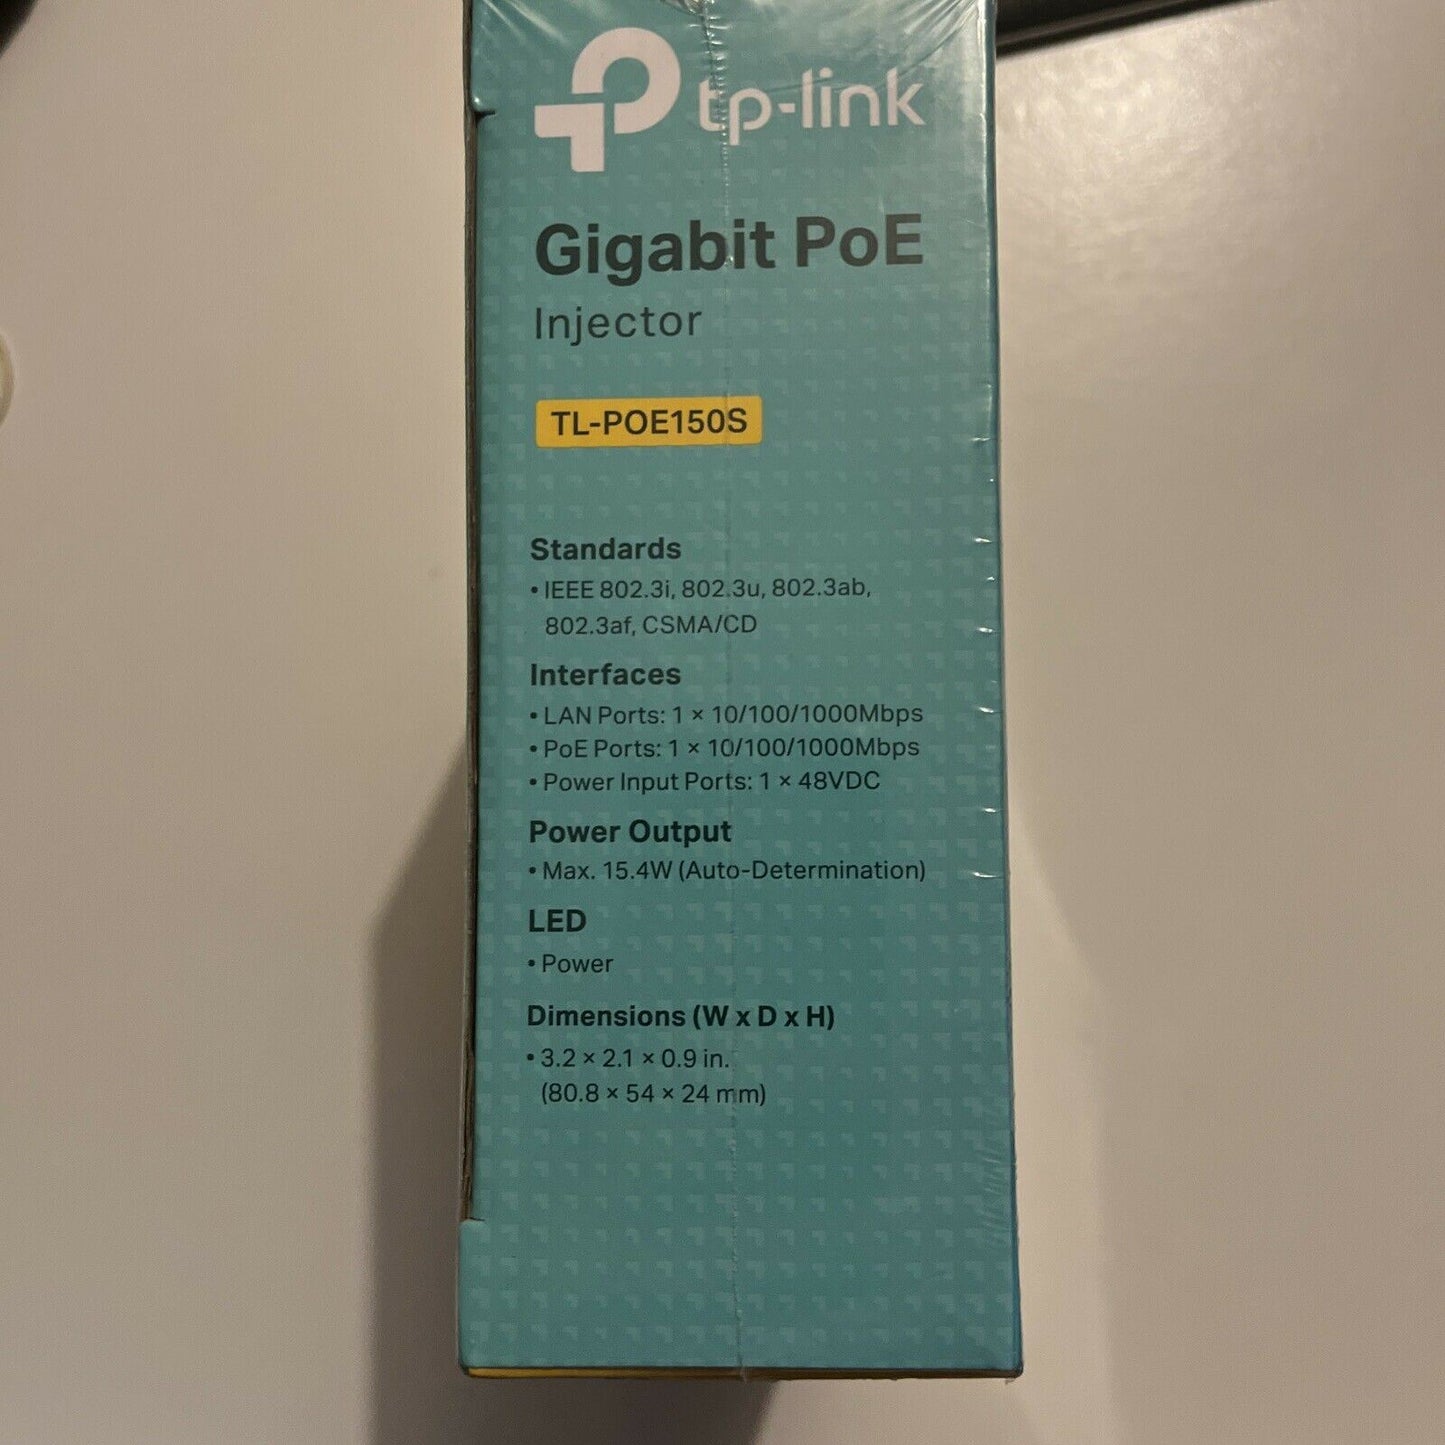 tp-link
Gigabit PoE
Injector
TL-POE150S
Standards
• IEEE 802.3i, 802.3u, 802.3ab,
802.3af, CSMA/CD
Interfaces
• LAN Ports: 1 × 10/100/1000Mbps
• PoE Ports: 1 × 10/100/1000Mbps
• Power Input Ports: 1 × 48VDC
Power Output
• Max. 15.4W (Auto-Determination)
LED
• Power
Dimensions (W x D x H)
• 3.2 × 2.1 × 0.9 in.
(80.8 × 54 × 24 mm)